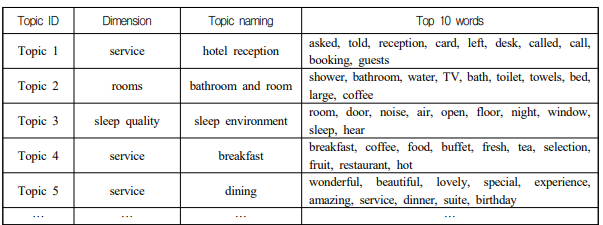 Topic ID Dimension Topic naming Top 10 words
Topic 1 service hotel reception asked, told, reception, card, left, desk, called, call,
booking, guests
Topic 2 rooms bathroom and room shower, bathroom, water, TV, bath, toilet, towels, bed,
large, coffee
Topic 3 sleep quality sleep environment room, door, noise, air, open, floor, night, window,
sleep, hear
Topic 4 service breakfast breakfast, coffee, food, buffet, fresh, tea, selection,
fruit, restaurant, hot
Topic 5 service dining wonderful, beautiful, lovely, special, experience,
amazing, service, dinner, suite, birthday
… … … …